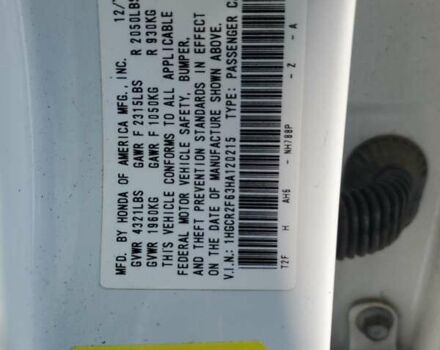 MFD. BY HONDA OF AMERICA MFG., INC. 12/
GVWR 4321LBS GAWR F 2315LBS R 2050LBS
GVWR 1960KG GAWR F 1050KG R 930KG
THIS VEHICLE CONFORMS TO ALL APPLICABLE
FEDERAL MOTOR VEHICLE SAFETY, BUMPER,
AND THEFT PREVENTION STANDARDS IN EFFECT
ON THE DATE OF MANUFACTURE SHOWN ABOVE.
V.I.N.: 1HGCR2F63HA120215 TYPE: PASSENGER C
T2F H AH6 - NH788P - Z - A